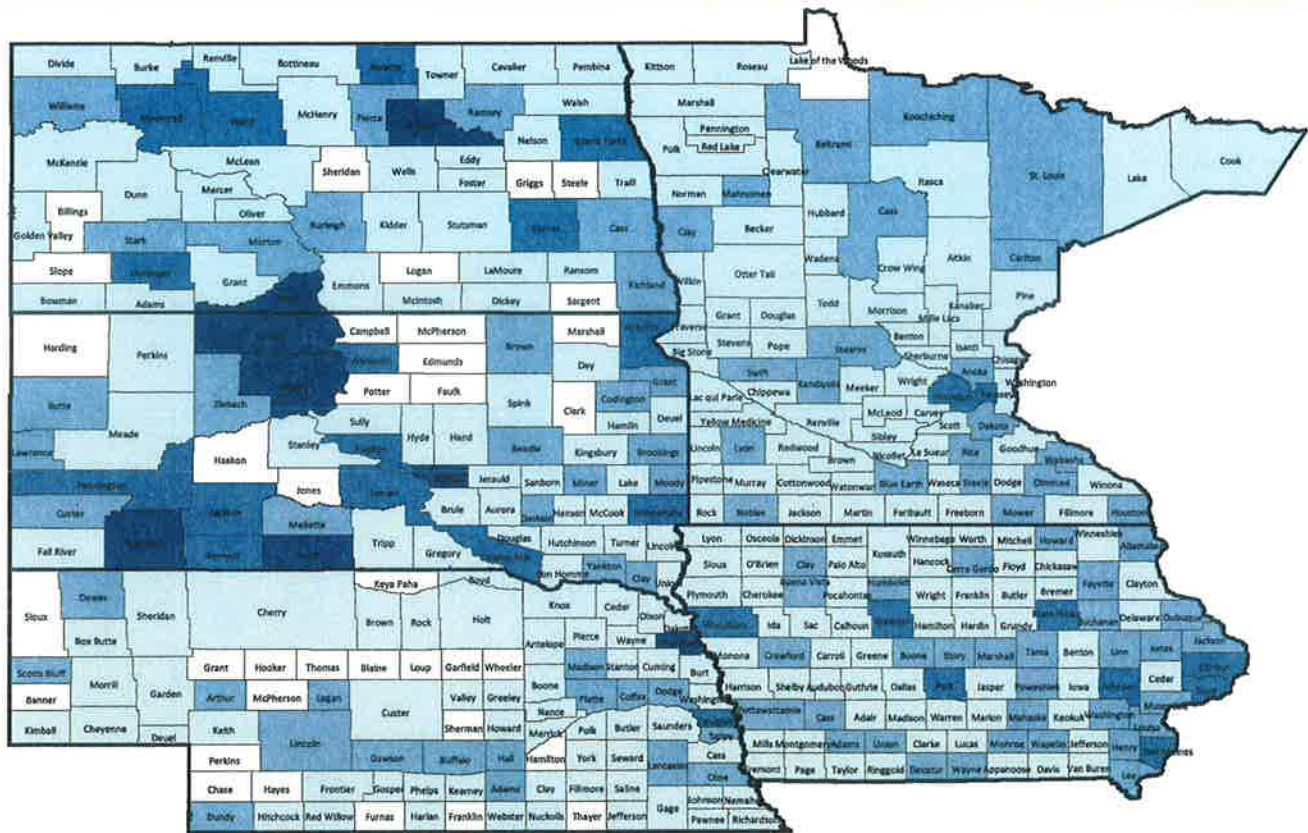 Divide
Burke
Renville
Bottineau
Towner
Cavalier
Pembina
Kittson
Roseau
Lake of the Woods
Williams
McHenry
Pierce
Ramsey
Walsh
Marshall
Koochiching
Pennington
Red Lake
Polk
Beltrami
Clearwater
Nelson
Grand Forks
McKenzie
McLean
Sheridan
Wells
Eddy
Foster
Griggs
Steele
Traill
Norman
Mahnomen
Itasca
St. Louis
Lake
Cook
Dunn
Mercer
Oliver
Billings
Golden Valley
Stark
Morton
Burleigh
Kidder
Stutsman
Barnes
Cass
Clay
Becker
Hubbard
Cass
Wadena
Crow Wing
Aitkin
Carlton
Slope
Grant
Emmons
Logan
LaMoure
Ransom
Richland
Wilkin
Otter Tail
Todd
Morrison
Mille Lacs
Kanabec
Pine
Bowman
Adams
McIntosh
Dickey
Sargent
Grant
Douglas
Traverse
Stevens
Pope
Stearns
Benton
Sherburne
Isanti
Chisago
Harding
Perkins
Campbell
McPherson
Brown
Marshall
Edmunds
Day
Big Stone
Swift
Kandiyohi
Meeker
Wright
Anoka
Washington
Butte
Ziebach
Potter
Faulk
Spink
Clark
Codington
Grant
Deuel
Hamlin
Lac qui Parle
Chippewa
Yellow Medicine
Renville
McLeod
Carvey
Scott
Dakota
Sibley
Meade
Sully
Hyde
Hand
Stanley
Haakon
Lawrence
Beadle
Kingsbury
Brookings
Lincoln
Lyon
Redwood
Brown
Nicollet
Le Sueur
Rice
Goodhue
Wabasha
Pennington
Jones
Jerauld
Sanborn
Miner
Lake
Moody
Pipestone
Murray
Cottonwood
Watonwan
Blue Earth
Waseca
Steele
Dodge
Olmsted
Winona
Custer
Jackson
Mellette
Brule
Aurora
Hanson
McCook
Rock
Nobles
Jackson
Martin
Faribault
Freeborn
Mower
Fillmore
Houston
Fall River
Tripp
Gregory
Douglas
Hutchinson
Turner
Lincoln
Bon Homme
Yankton
Clay
Lyon
Osceola
Dickinson
Emmet
Kossuth
Winnebago
Worth
Mitchell
Howard
Winneshiek
Allamakee
Sioux
O'Brien
Clay
Palo Alto
Hancock
Cerro Gordo
Floyd
Chickasaw
Plymouth
Cherokee
Buena Vista
Pocahontas
Humboldt
Wright
Franklin
Butler
Bremer
Fayette
Clayton
Sioux
Dawes
Sheridan
Box Butte
Cherry
Keya Paha
Boyd
Brown
Rock
Holt
Knox
Cedar
Dixon
Antelope
Pierce
Wayne
Woodbury
Ida
Sac
Calhoun
Hamilton
Hardin
Grundy
Black Hawk
Buchanan
Delaware
Dubuque
Scotts Bluff
Banner
Morrill
Garden
Grant
Hooker
Thomas
Blaine
Loup
Garfield
Wheeler
Madison
Stanton
Cuming
Burt
Monona
Crawford
Carroll
Greene
Boone
Story
Marshall
Tama
Benton
Linn
Jones
Jackson
Cedar
Kimball
Cheyenne
Deuel
Arthur
McPherson
Logan
Custer
Valley
Greeley
Boone
Nance
Platte
Colfax
Dodge
Washington
Harrison
Shelby
Audubon
Guthrie
Dallas
Polk
Jasper
Poweshiek
Iowa
Keith
Lincoln
Sherman
Howard
Merrick
Polk
Butler
Saunders
Pottawattamie
Cass
Adair
Madison
Warren
Marion
Mahaska
Keokuk
Washington
Perkins
Dawson
Buffalo
Hall
Hamilton
York
Seward
Lancaster
Cass
Otoe
Mills
Montgomery
Adams
Union
Clarke
Lucas
Monroe
Wapello
Jefferson
Henry
Chase
Hayes
Frontier
Gosper
Phelps
Kearney
Adams
Clay
Fillmore
Saline
Gage
Johnson
Nemaha
Fremont
Page
Taylor
Ringgold
Decatur
Wayne
Appanoose
Davis
Van Buren
Lee
Dundy
Hitchcock
Red Willow
Furnas
Harlan
Franklin
Webster
Nuckolls
Thayer
Jefferson
Pawnee
Richardson